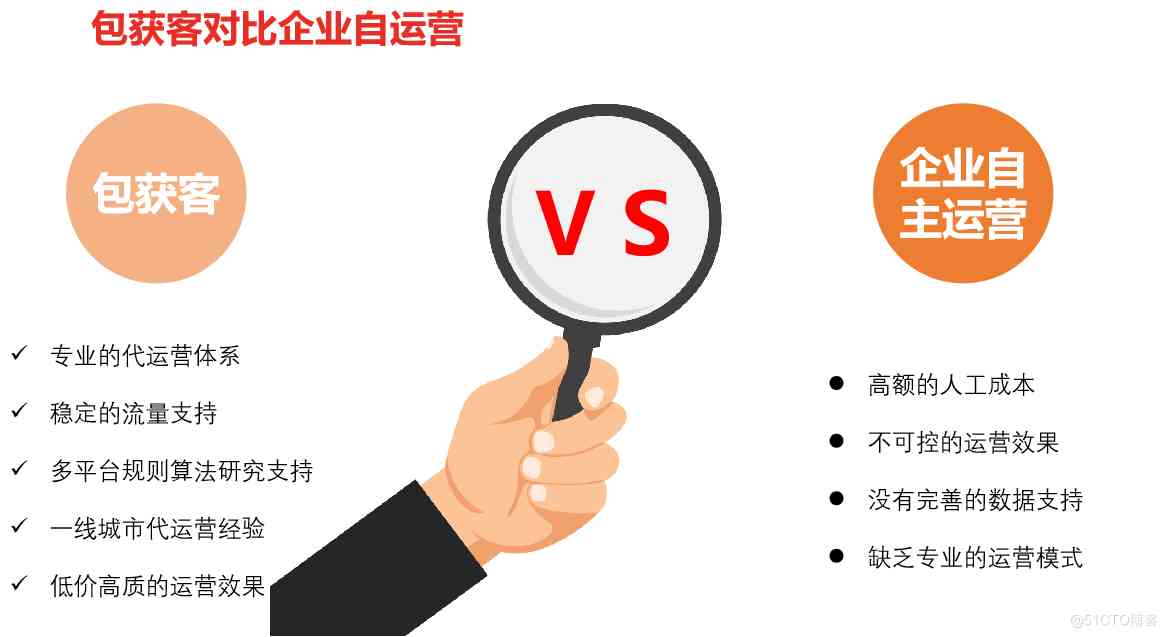 包获客对比企业自运营
包获客
专业的代运营体系
稳定的流量支持
多平台规则算法研究支持
一线城市代运营经验
低价高质的运营效果
V S
企业自
主运营
高额的人工成本
不可控的运营效果
没有完善的数据支持
缺乏专业的运营模式
@51CTO博客